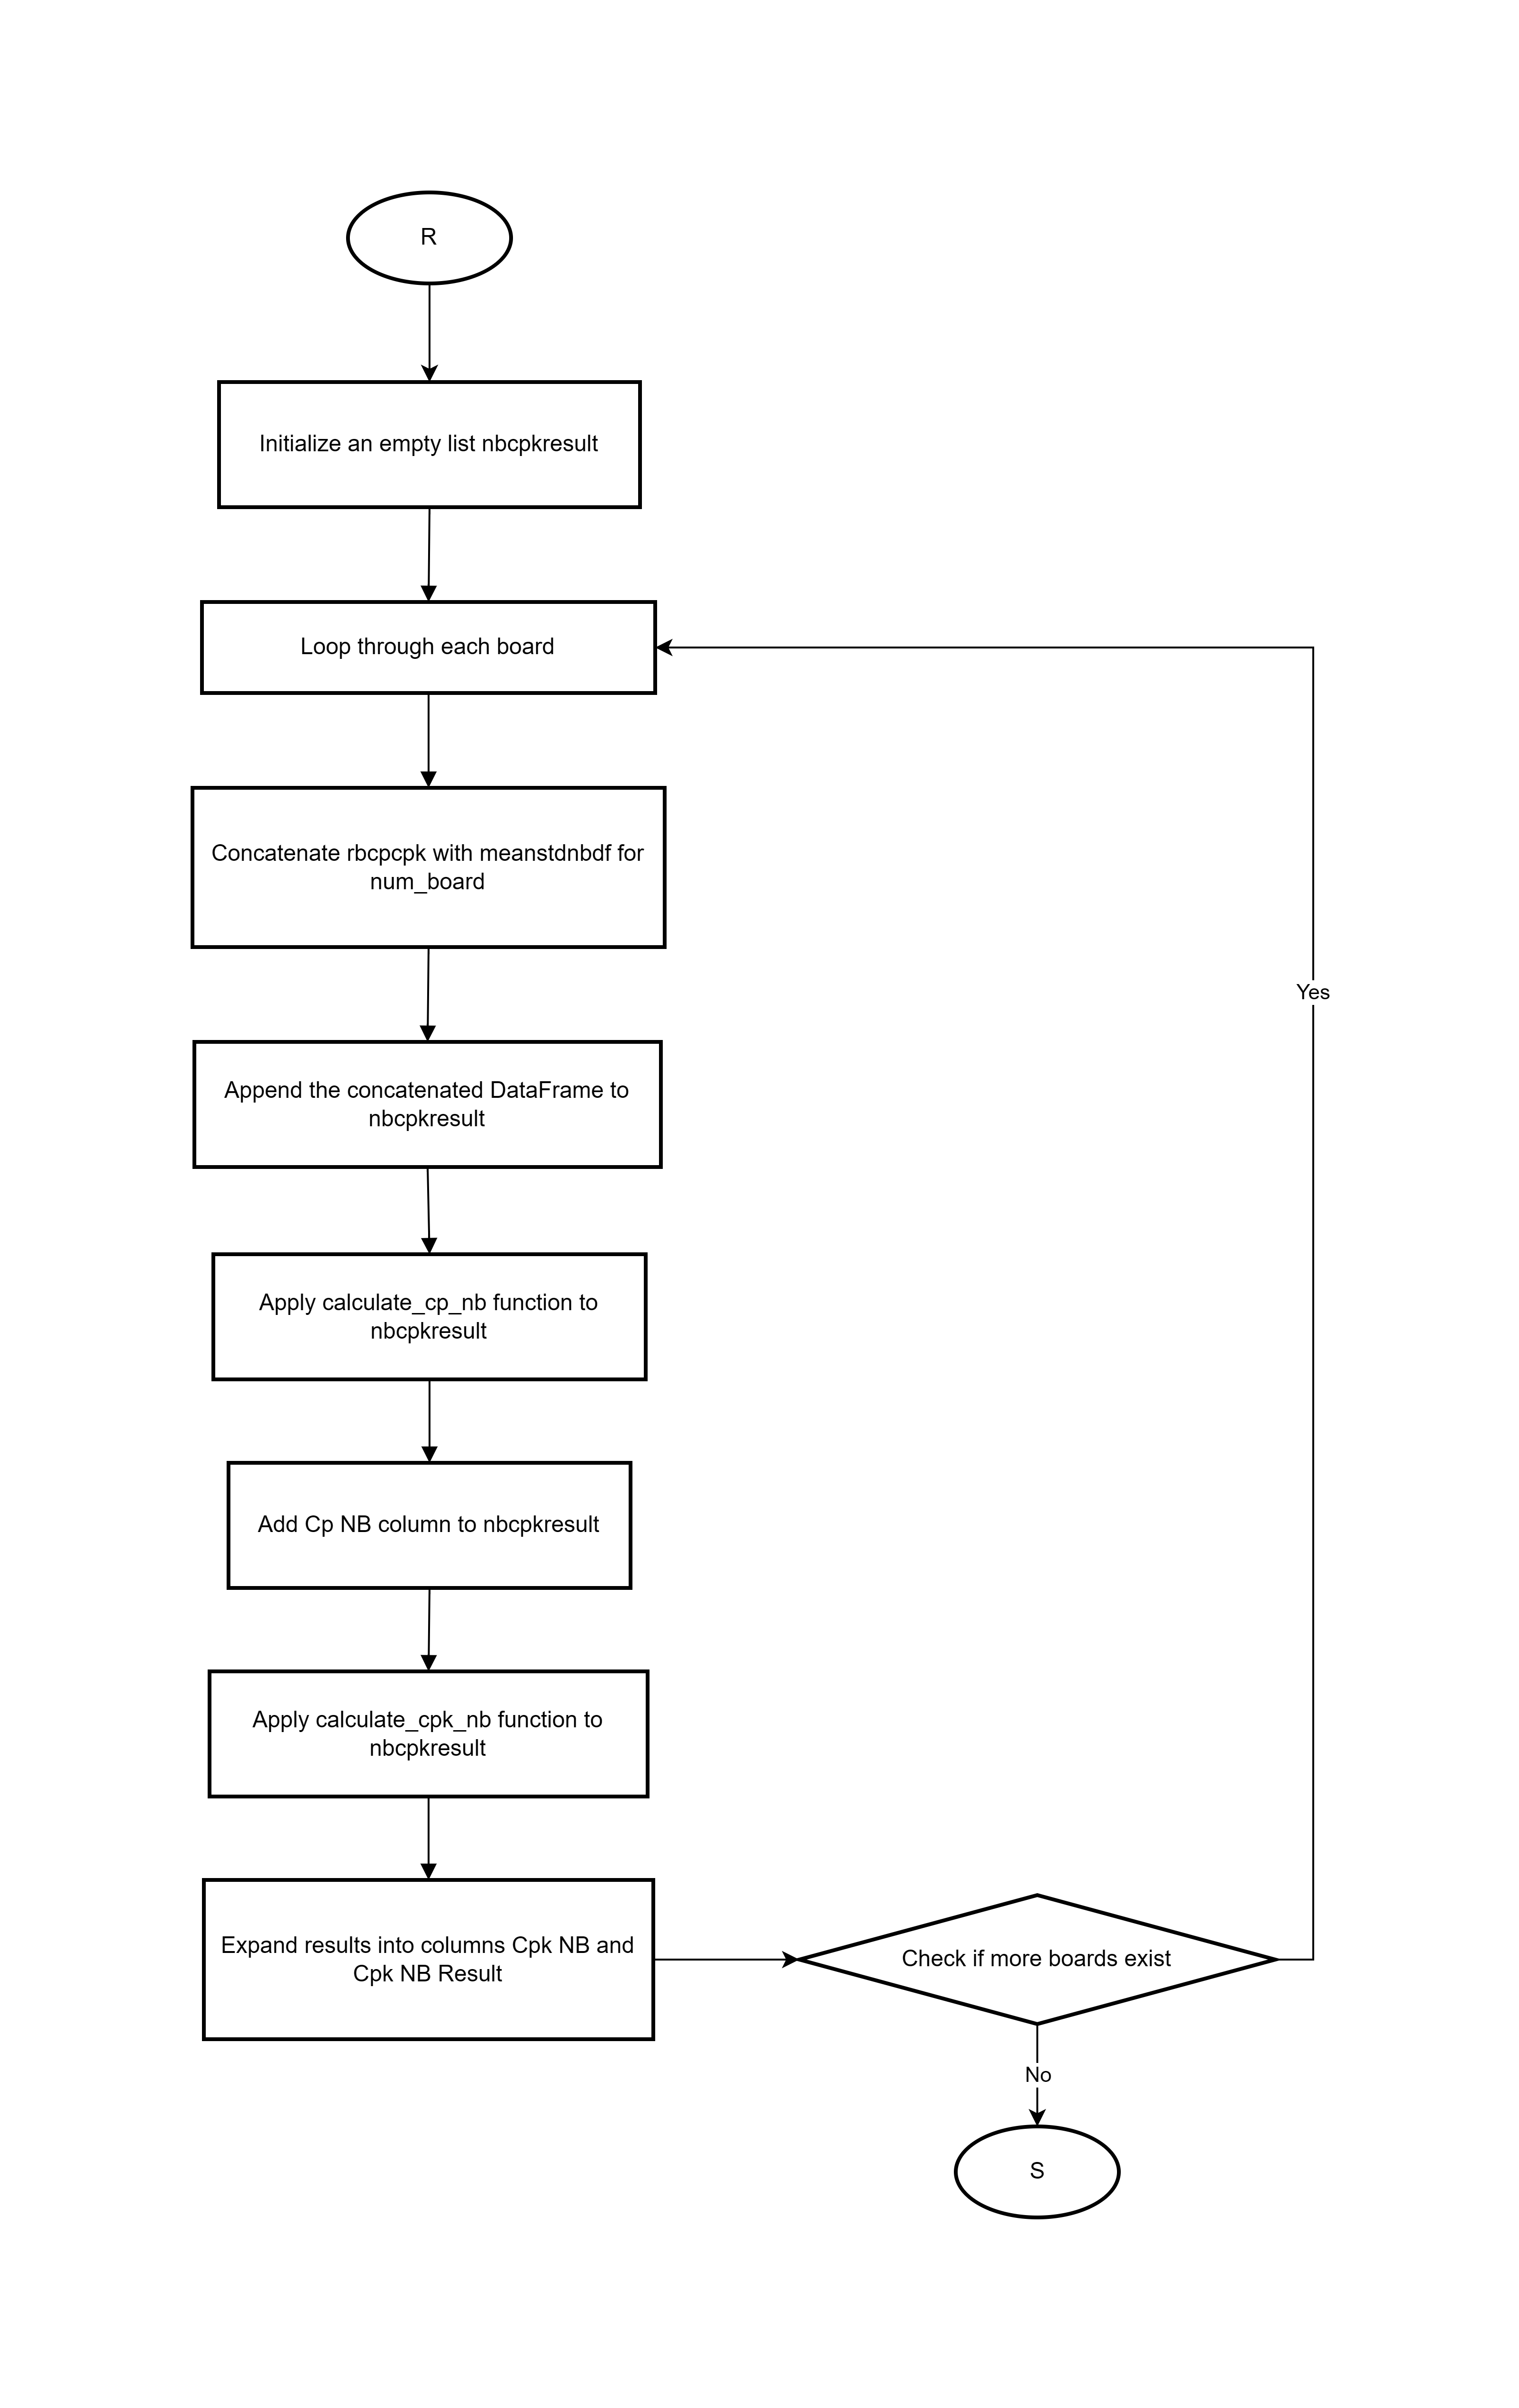 R
Initialize an empty list nbcpkresult
Loop through each board
Concatenate rbcpcpk with meanstdnbdf for
num_board
Yes
Append the concatenated DataFrame to
nbcpkresult
Apply calculate_cp_nb function to
nbcpkresult
Add Cp NB column to nbcpkresult
Apply calculate_cpk_nb function to
nbcpkresult
Expand results into columns Cpk NB and
Cpk NB Result
Check if more boards exist
No
S